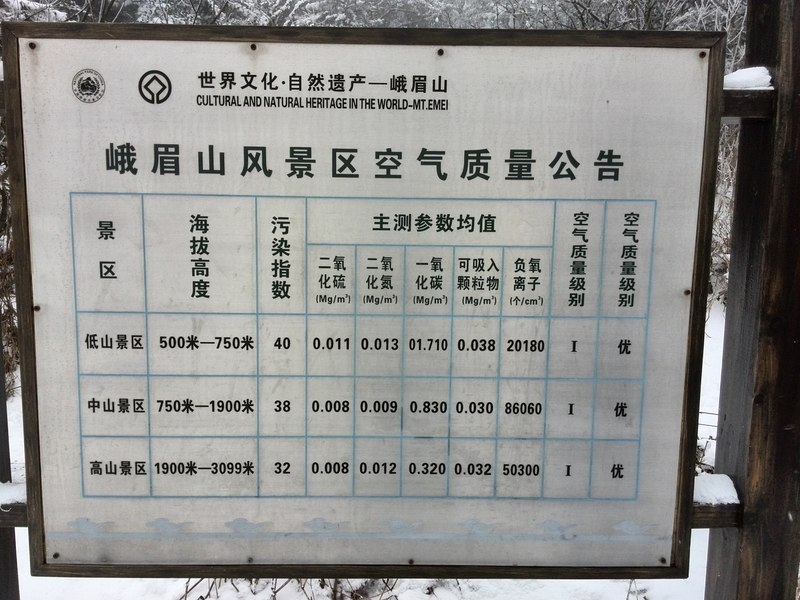 世界文化·自然遗产—峨眉山
CULTURAL AND NATURAL HERITAGE IN THE WORLD-MT.EMEI
峨眉山风景区空气质量公告
景区 海拔高度 污染指数 主测参数均值 空气质量级别 空气质量级别
二氧化硫 (Mg/m³) 二氧化氮 (Mg/m³) 一氧化碳 (Mg/m³) 可吸入颗粒物 (Mg/m³) 负氧离子 (个/cm³)
低山景区 500米—750米 40 0.011 0.013 01.710 0.038 20180 I 优
中山景区 750米—1900米 38 0.008 0.009 0.830 0.030 86060 I 优
高山景区 1900米—3099米 32 0.008 0.012 0.320 0.032 50300 I 优